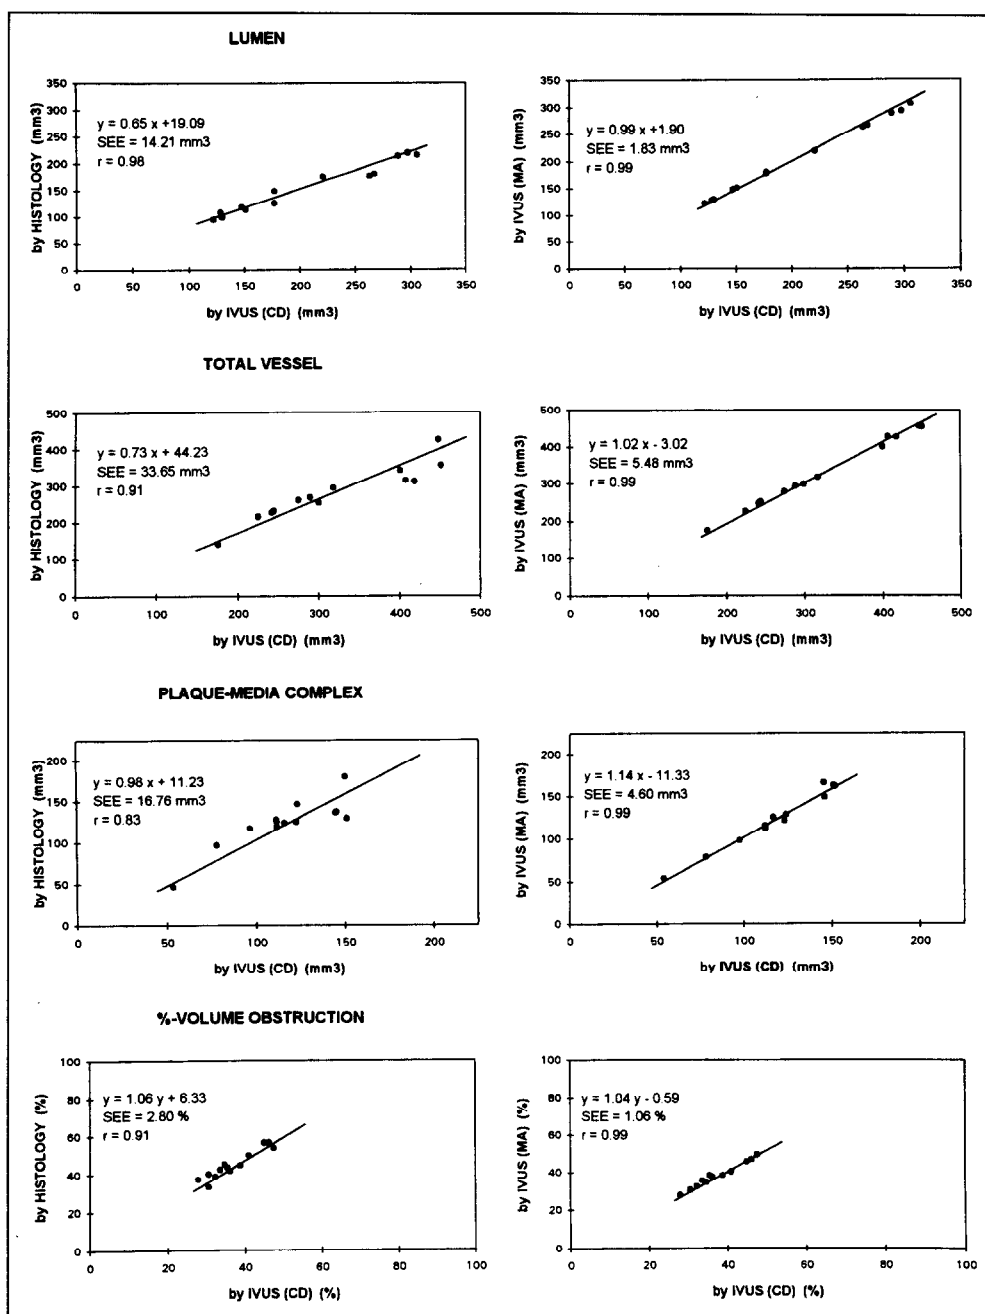 LUMEN
by HISTOLOGY (mm3)
350
300
250
200
150
100
50
0
y = 0.65 x +19.09
SEE = 14.21 mm3
r = 0.98
0 50 100 150 200 250 300 350
by IVUS (CD) (mm3)
by IVUS (MA) (mm3)
350
300
250
200
150
100
50
0
y = 0.99 x +1.90
SEE = 1.83 mm3
r = 0.99
0 50 100 150 200 250 300 350
by IVUS (CD) (mm3)
TOTAL VESSEL
by HISTOLOGY (mm3)
500
400
300
200
100
0
y = 0.73 x + 44.23
SEE = 33.65 mm3
r = 0.91
0 100 200 300 400 500
by IVUS (CD) (mm3)
by IVUS (MA) (mm3)
500
400
300
200
100
0
y = 1.02 x - 3.02
SEE = 5.48 mm3
r = 0.99
0 100 200 300 400 500
by IVUS (CD) (mm3)
PLAQUE-MEDIA COMPLEX
by HISTOLOGY (mm3)
200
150
100
50
0
y = 0.98 x + 11.23
SEE = 16.76 mm3
r = 0.83
0 50 100 150 200
by IVUS (CD) (mm3)
by IVUS (MA) (mm3)
200
150
100
50
0
y = 1.14 x - 11.33
SEE = 4.60 mm3
r = 0.99
0 50 100 150 200
by IVUS (CD) (mm3)
%-VOLUME OBSTRUCTION
by HISTOLOGY (%)
100
80
60
40
20
0
y = 1.06 y + 6.33
SEE = 2.80 %
r = 0.91
0 20 40 60 80 100
by IVUS (CD) (%)
by IVUS (MA) (%)
100
80
60
40
20
0
y = 1.04 y - 0.59
SEE = 1.06 %
r = 0.99
0 20 40 60 80 100
by IVUS (CD) (%)